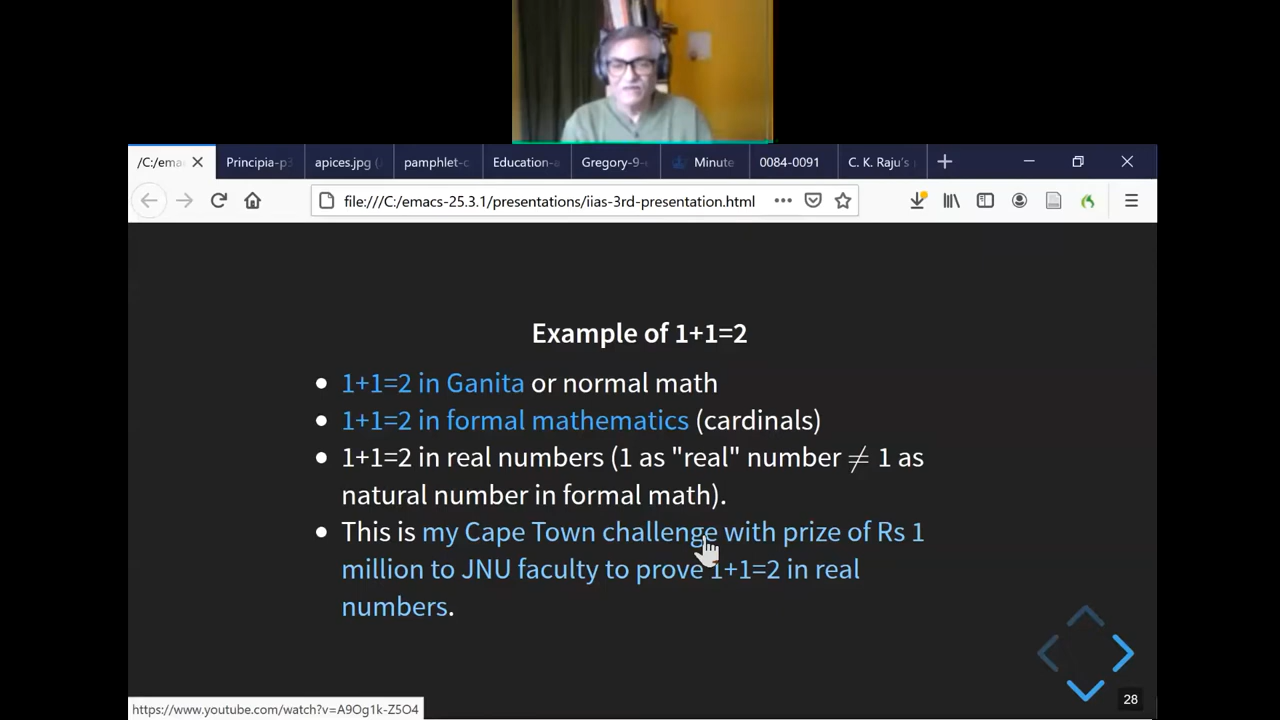 /C:/ema
Principia-p
apices.jpg (
pamphlet-c
Education-a
Gregory-9-
Minute
0084-0091
C. K. Raju's
file:///C:/emacs-25.3.1/presentations/iias-3rd-presentation.html
Example of 1+1=2
1+1=2 in Ganita or normal math
1+1=2 in formal mathematics (cardinals)
1+1=2 in real numbers (1 as "real" number ≠ 1 as
natural number in formal math).
This is my Cape Town challenge with prize of Rs 1
million to JNU faculty to prove 1+1=2 in real
numbers.
28
https://www.youtube.com/watch?v=A9Og1k-Z5O4